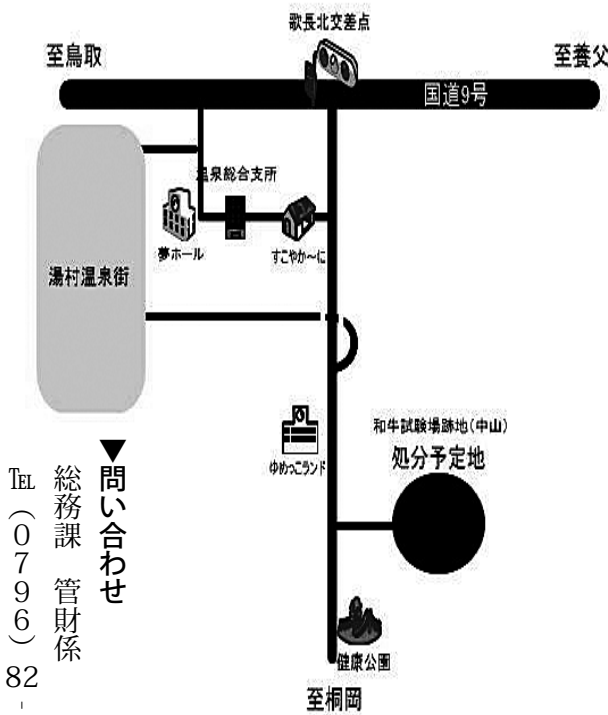 歌長北交差点
至鳥取
至養父
国道9号
温泉総合支所
夢ホール
すこやか〜に
湯村温泉街
和牛試験場跡地(中山)
処分予定地
ゆめっこランド
健康公園
至桐岡
▼問い合わせ
総務課 管財係
℡(0796)82-